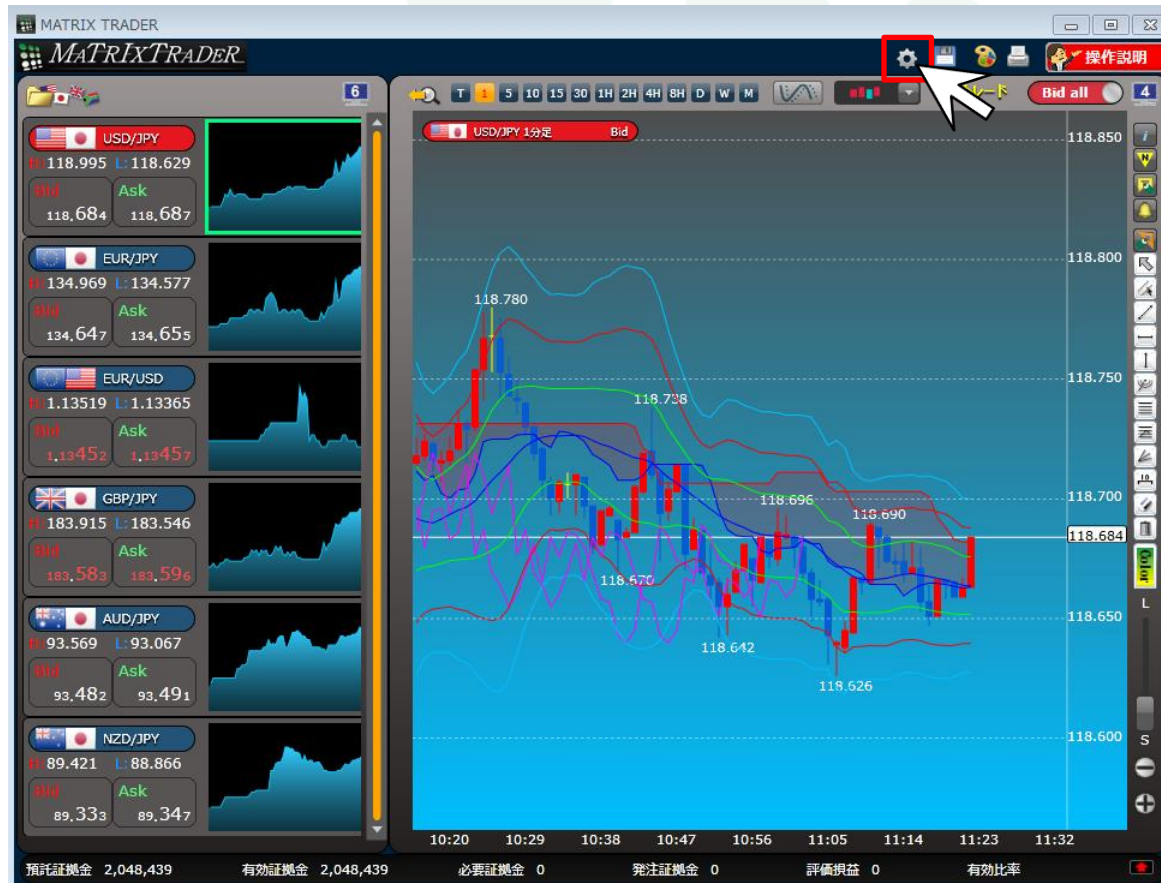 MATRIX TRADER
MATRIXTRADER
操作説明
6
T 1 5 10 15 30 1H 2H 4H 8H D W M
Bid all
4
USD/JPY
H:118.995 L:118.629
Bid Ask
118.684 118.687
EUR/JPY
H:134.969 L:134.577
Bid Ask
134.647 134.655
EUR/USD
H:1.13519 L:1.13365
Bid Ask
1.13452 1.13457
GBP/JPY
H:183.915 L:183.546
Bid Ask
183.583 183.596
AUD/JPY
H:93.569 L:93.067
Bid Ask
93.482 93.491
NZD/JPY
H:89.421 L:88.866
Bid Ask
89.333 89.347
USD/JPY 1分足 Bid
118.850
118.800
118.780
118.750
118.738
118.700
118.696
118.690
118.684
118.670
118.650
118.642
118.626
118.600
Color
L
S
10:20 10:29 10:38 10:47 10:56 11:05 11:14 11:23 11:32
預託証拠金 2,048,439 有効証拠金 2,048,439 必要証拠金 0 発注証拠金 0 評価損益 0 有効比率